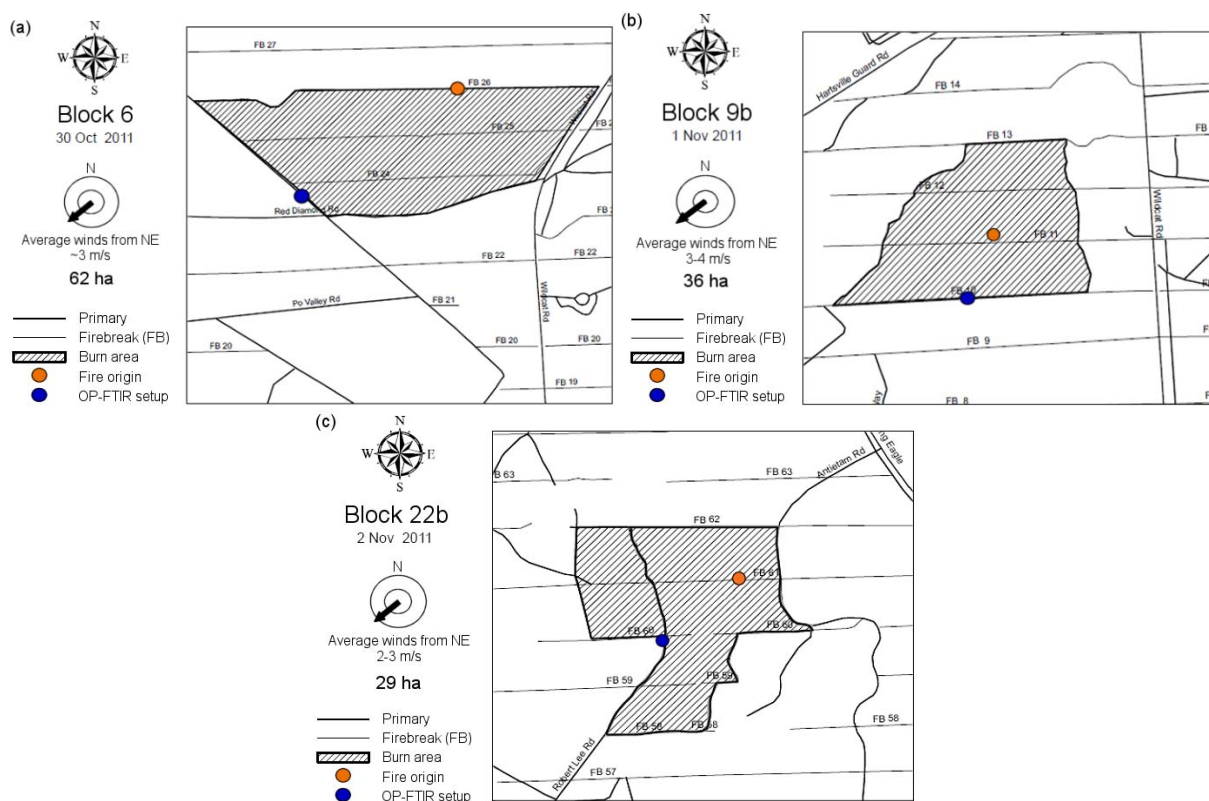 (a)
N
W E
S
Block 6
30 Oct 2011
N
Average winds from NE
~3 m/s
62 ha
Primary
Firebreak (FB)
Burn area
Fire origin
OP-FTIR setup
FB 27
FB 26
FB 25
FB 24
Red Diamond Rd
FB 22
Po Valley Rd
FB 21
Wildcat Rd
FB 20
FB 20
FB 20
FB 19
(b)
N
W E
S
Block 9b
1 Nov 2011
N
Average winds from NE
3-4 m/s
36 ha
Primary
Firebreak (FB)
Burn area
Fire origin
OP-FTIR setup
Hartsville Guard Rd
FB 14
FB 13
FB 12
FB 11
Wildcat Rd
FB 10
FB 9
FB 8
(c)
N
W E
S
Block 22b
2 Nov 2011
N
Average winds from NE
2-3 m/s
29 ha
Primary
Firebreak (FB)
Burn area
Fire origin
OP-FTIR setup
ng Eagle
Antietam Rd
B 63
FB 63
FB 62
FB 61
FB 60
FB 60
FB 59
FB 59
FB 58
FB 58
FB 58
Robert Lee Rd
FB 57